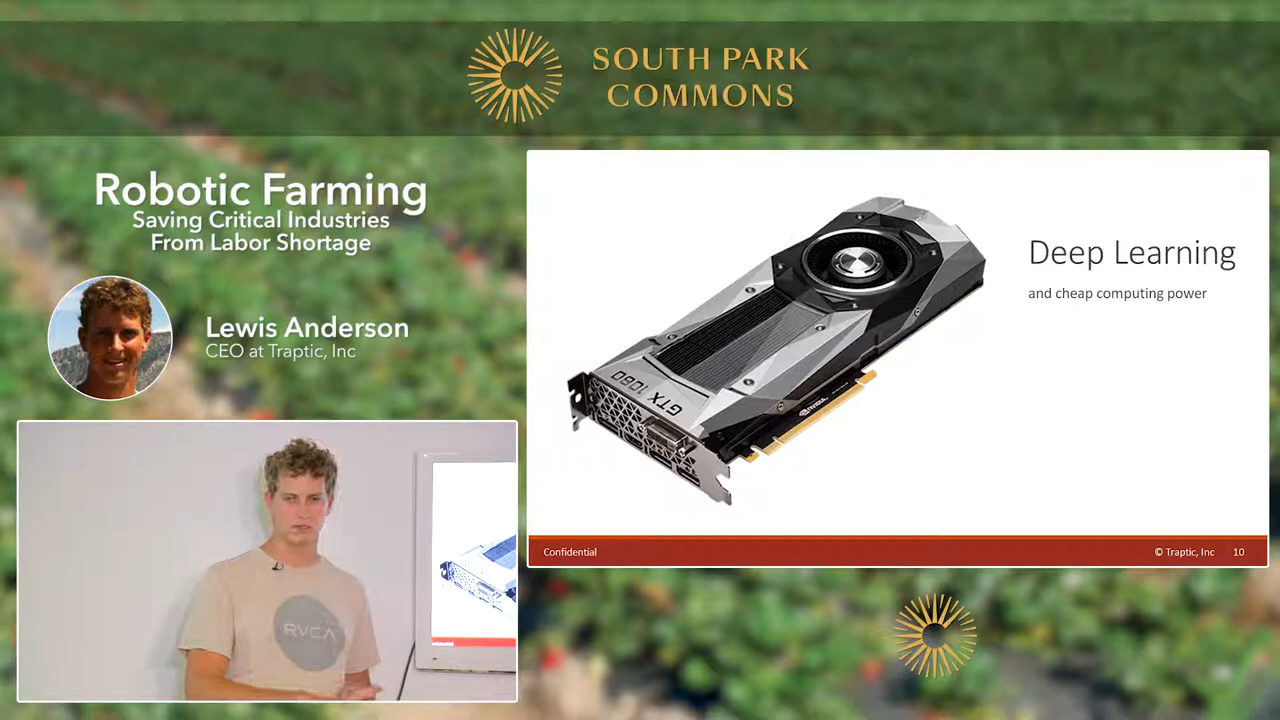 SOUTH PARK
COMMONS
Robotic Farming
Saving Critical Industries
From Labor Shortage
Lewis Anderson
CEO at Traptic, Inc
Deep Learning
and cheap computing power
GTX 1080
NVIDIA
Confidential
© Traptic, Inc 10
RVCA